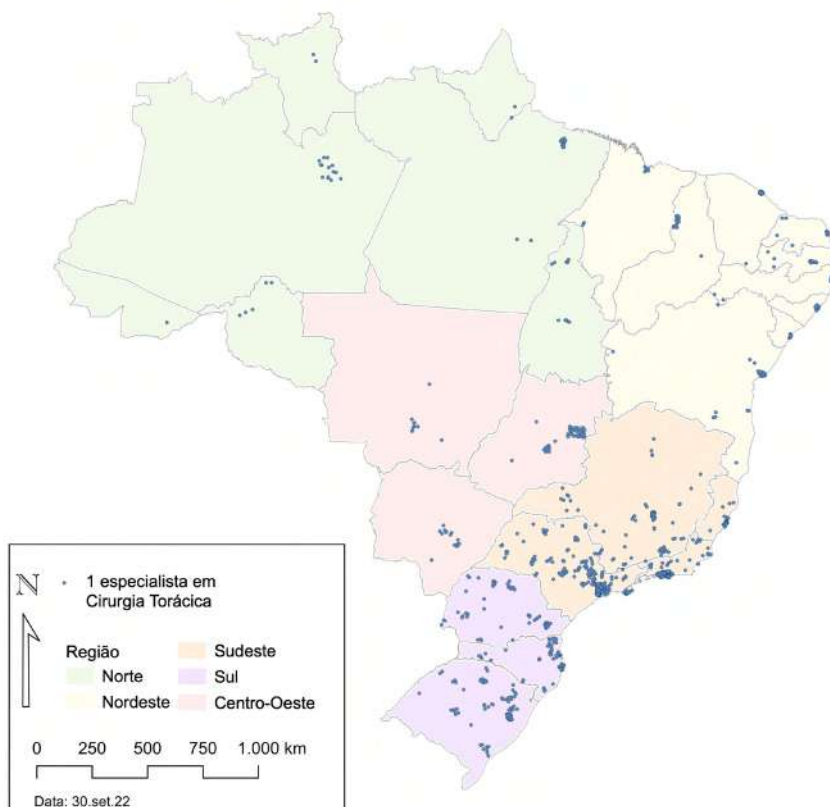 N
1 especialista em
Cirurgia Torácica
Região
Norte
Nordeste
Sudeste
Sul
Centro-Oeste
0 250 500 750 1.000 km
Data: 30.set.22